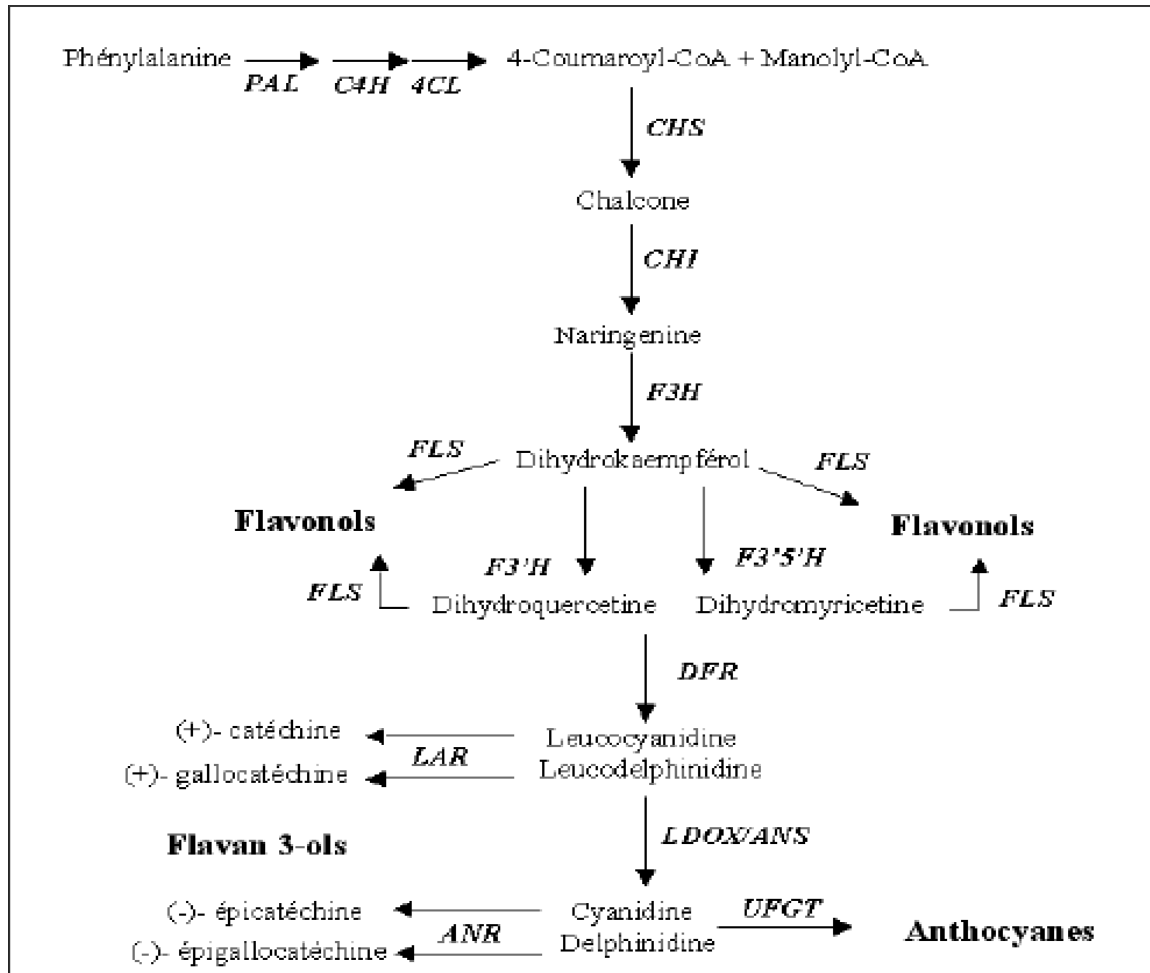 Phénylalanine 4-Coumaroyl-CoA + Manolyl-CoA
PAL C4H 4CL
CHS
Chalcone
CHI
Naringenine
F3H
FLS Dihydrokaempférol FLS
Flavonols Flavonols
F3’H F3’5’H
FLS Dihydroquercetine Dihydromyricetine FLS
DFR
(+)- catéchine Leucocyanidine
LAR
(+)- gallocatéchine Leucodelphinidine
LDOX/ANS
Flavan 3-ols
(-)- épicatéchine Cyanidine UFGT Anthocyanes
ANR
(-)- épigallocatéchine Delphinidine